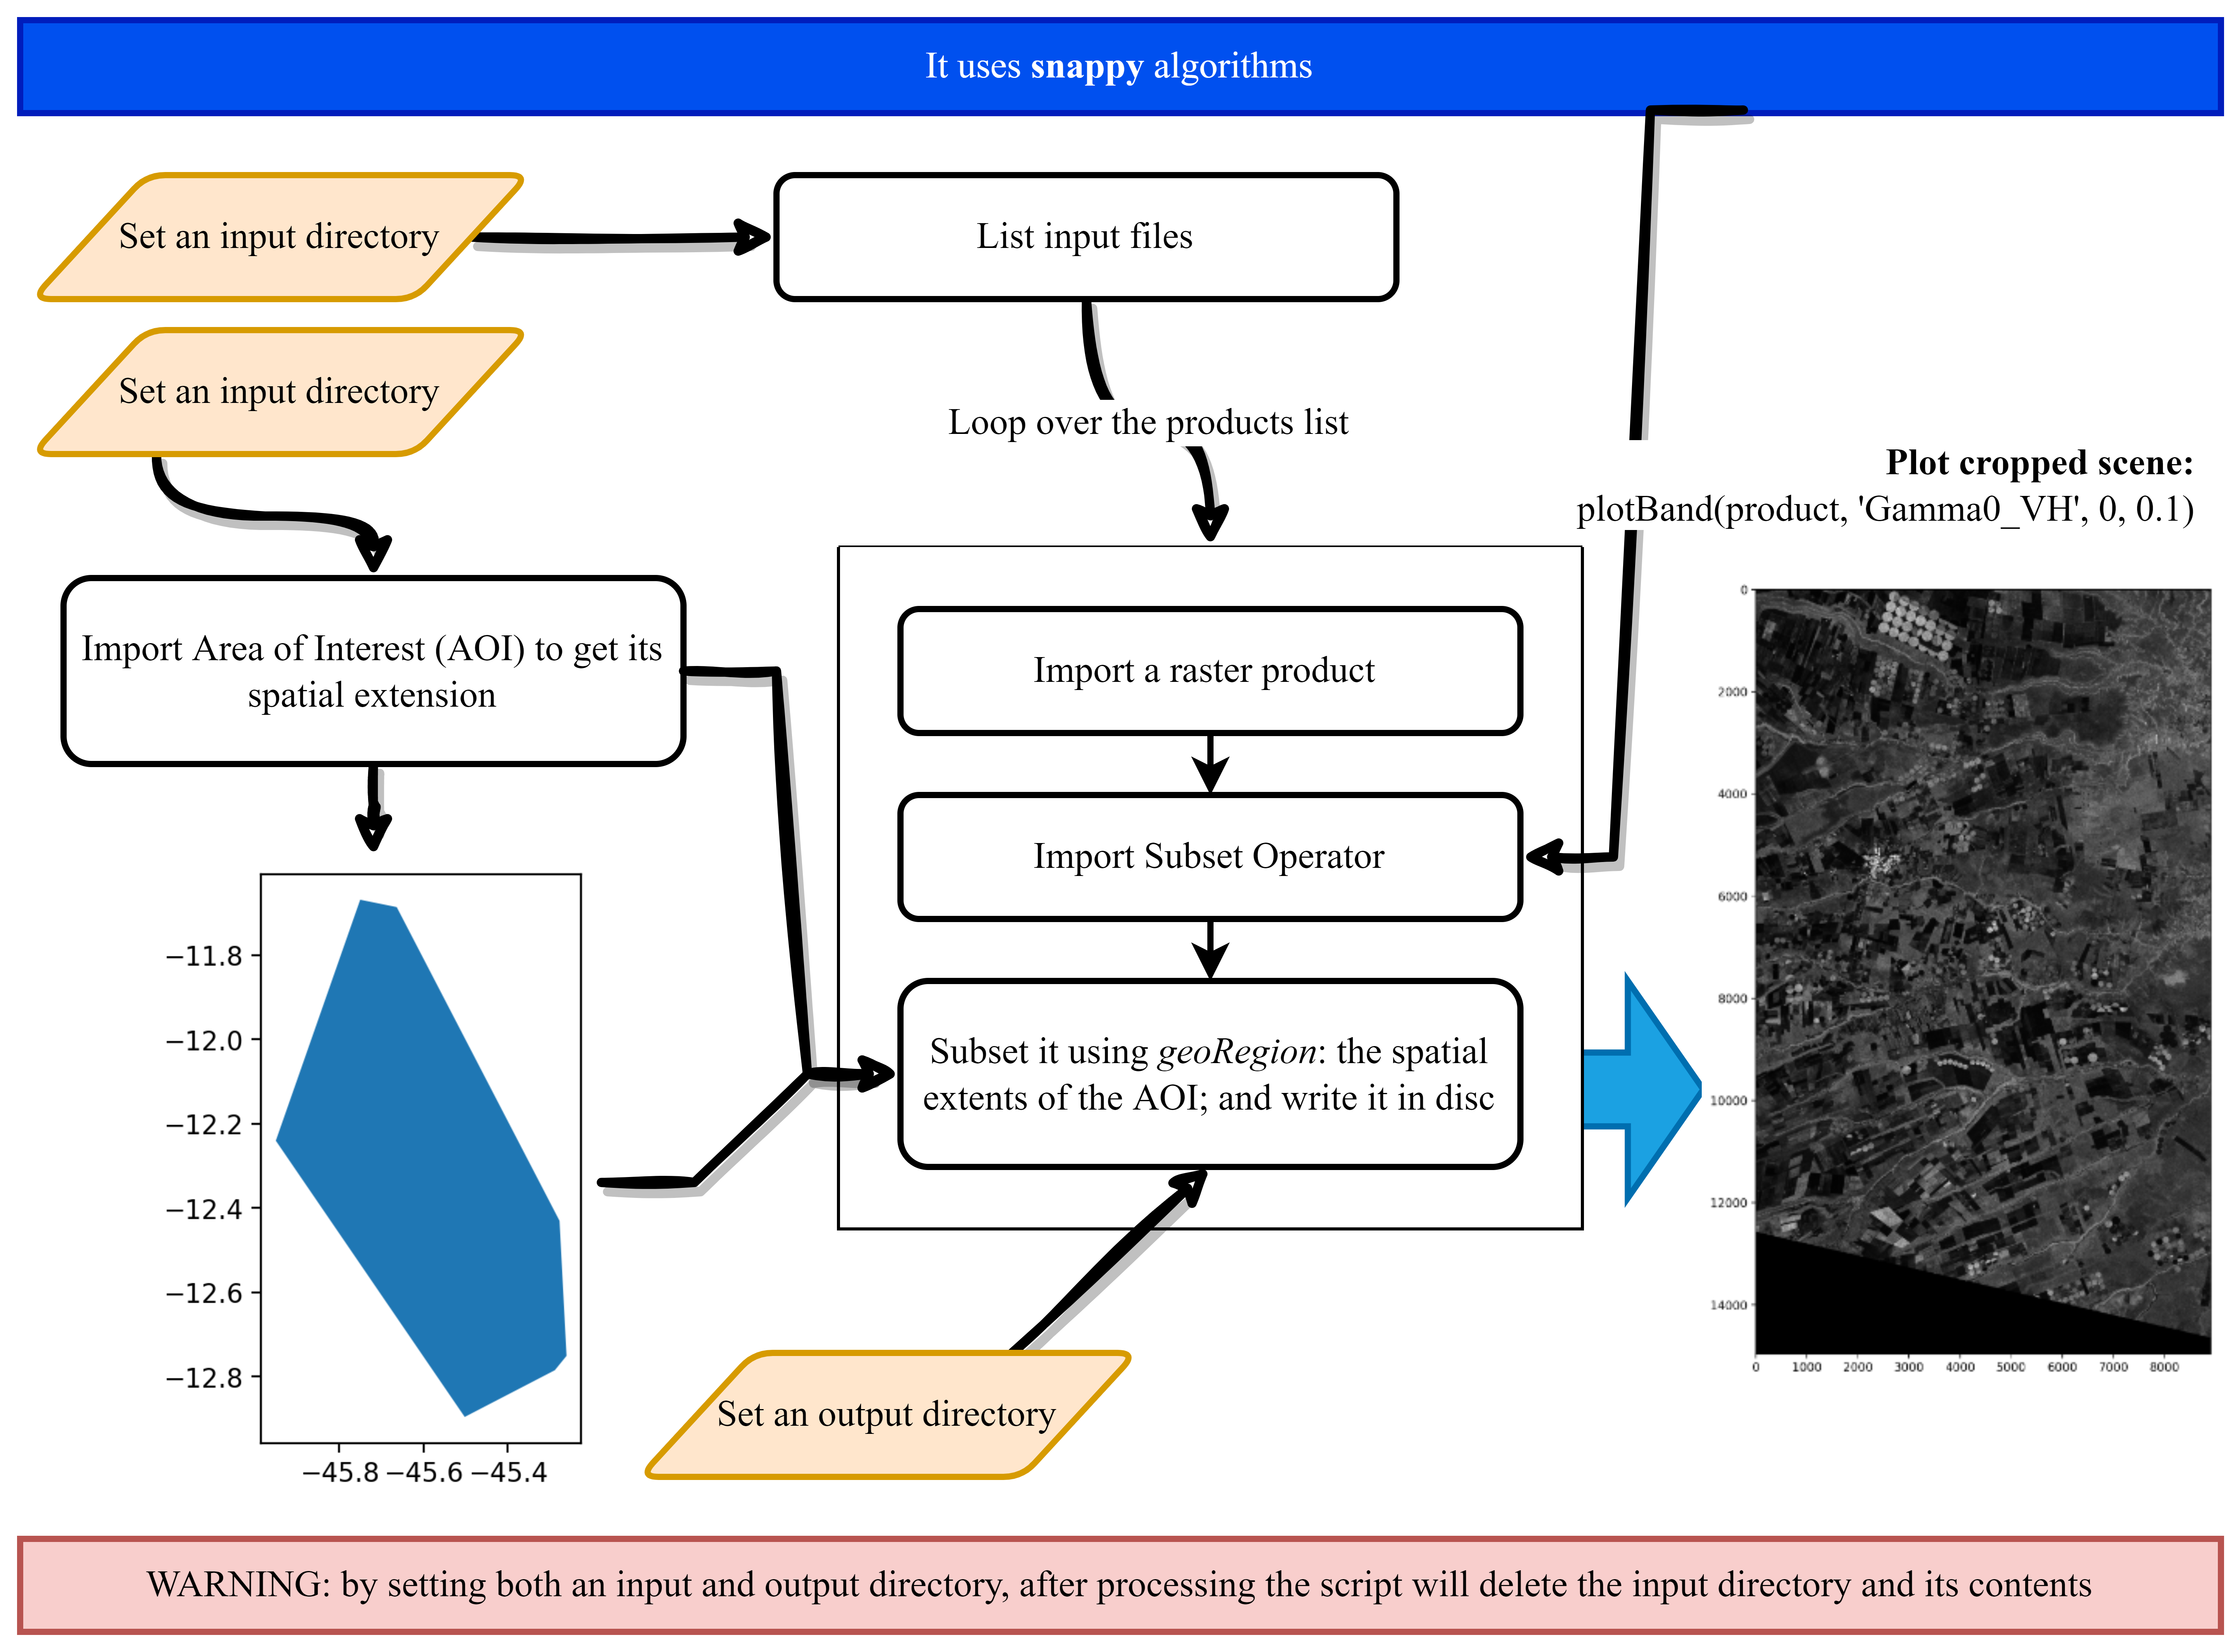 It uses snappy algorithms
Set an input directory
List input files
Set an input directory
Loop over the products list
Plot cropped scene:
plotBand(product, 'Gamma0_VH', 0, 0.1)
Import Area of Interest (AOI) to get its
spatial extension
Import a raster product
Import Subset Operator
Subset it using geoRegion: the spatial
extents of the AOI; and write it in disc
−11.8
−12.0
−12.2
−12.4
−12.6
−12.8
−45.8 −45.6 −45.4
0
2000
4000
6000
8000
10000
12000
14000
0 1000 2000 3000 4000 5000 6000 7000 8000
Set an output directory
WARNING: by setting both an input and output directory, after processing the script will delete the input directory and its contents